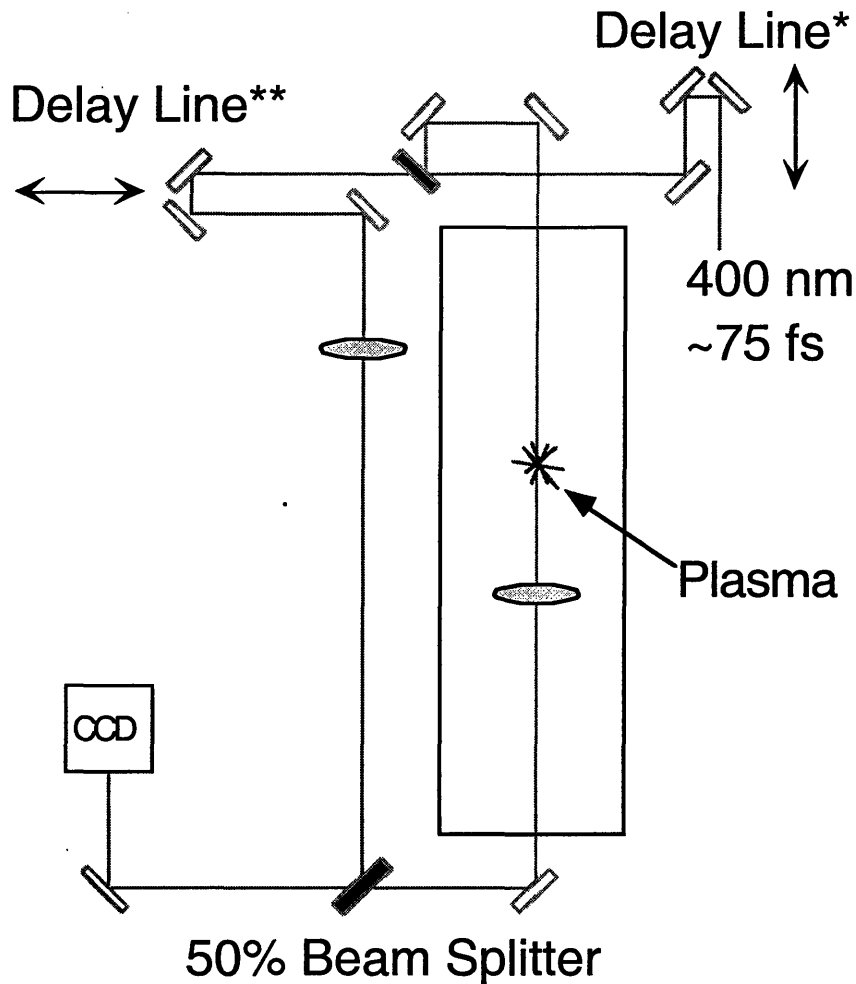 Delay Line*
Delay Line**
400 nm
~75 fs
Plasma
CCD
50% Beam Splitter